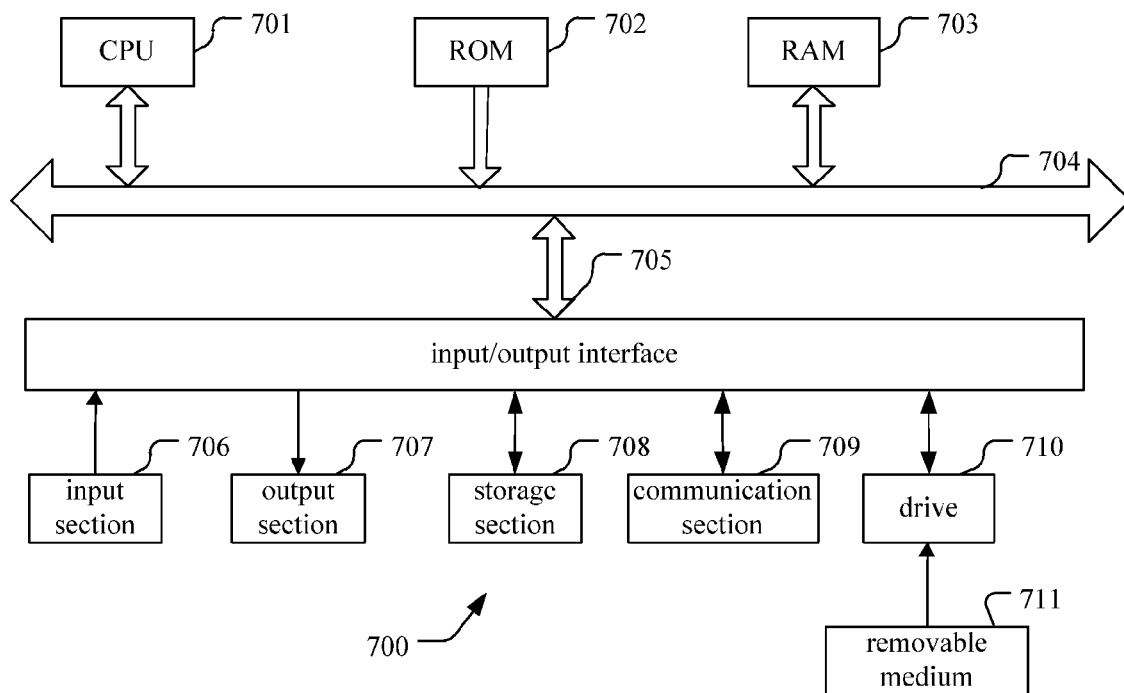 CPU
701
ROM
702
RAM
703
704
705
input/output interface
706
707
708
709
710
input
section
output
section
storage
section
communication
section
drive
700
711
removable
medium